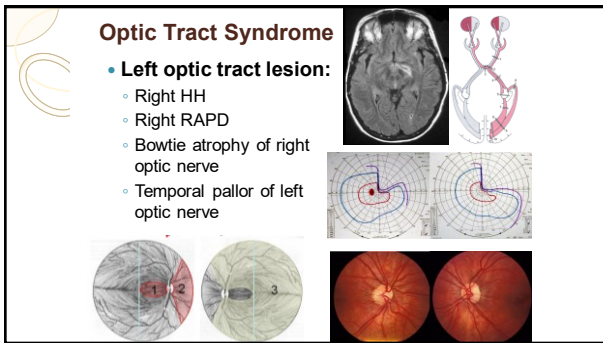 Optic Tract Syndrome
Left optic tract lesion:
Right HH
Right RAPD
Bowtie atrophy of right
optic nerve
Temporal pallor of left
optic nerve
1
2
3